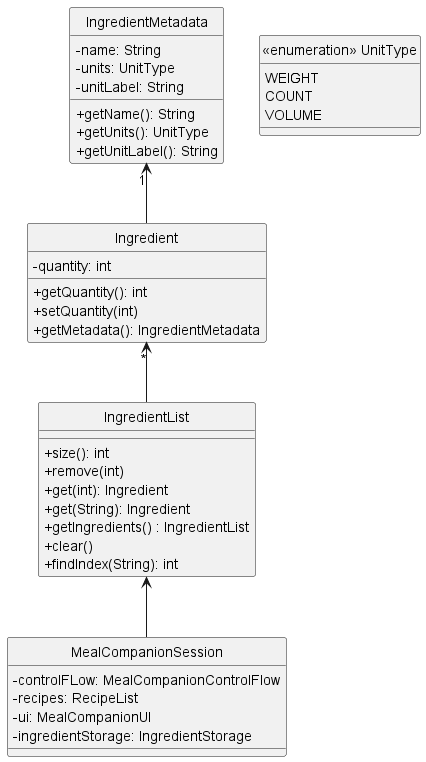 IngredientMetadata
-name: String
-units: UnitType
-unitLabel: String
+getName(): String
+getUnits(): UnitType
+getUnitLabel(): String
«enumeration» UnitType
WEIGHT
COUNT
VOLUME
1
Ingredient
-quantity: int
+getQuantity(): int
+setQuantity(int)
+getMetadata(): IngredientMetadata
*
IngredientList
+size(): int
+remove(int)
+get(int): Ingredient
+get(String): Ingredient
+getIngredients() : IngredientList
+clear()
+findIndex(String): int
MealCompanionSession
-controlFLow: MealCompanionControlFlow
-recipes: RecipeList
-ui: MealCompanionUI
-ingredientStorage: IngredientStorage